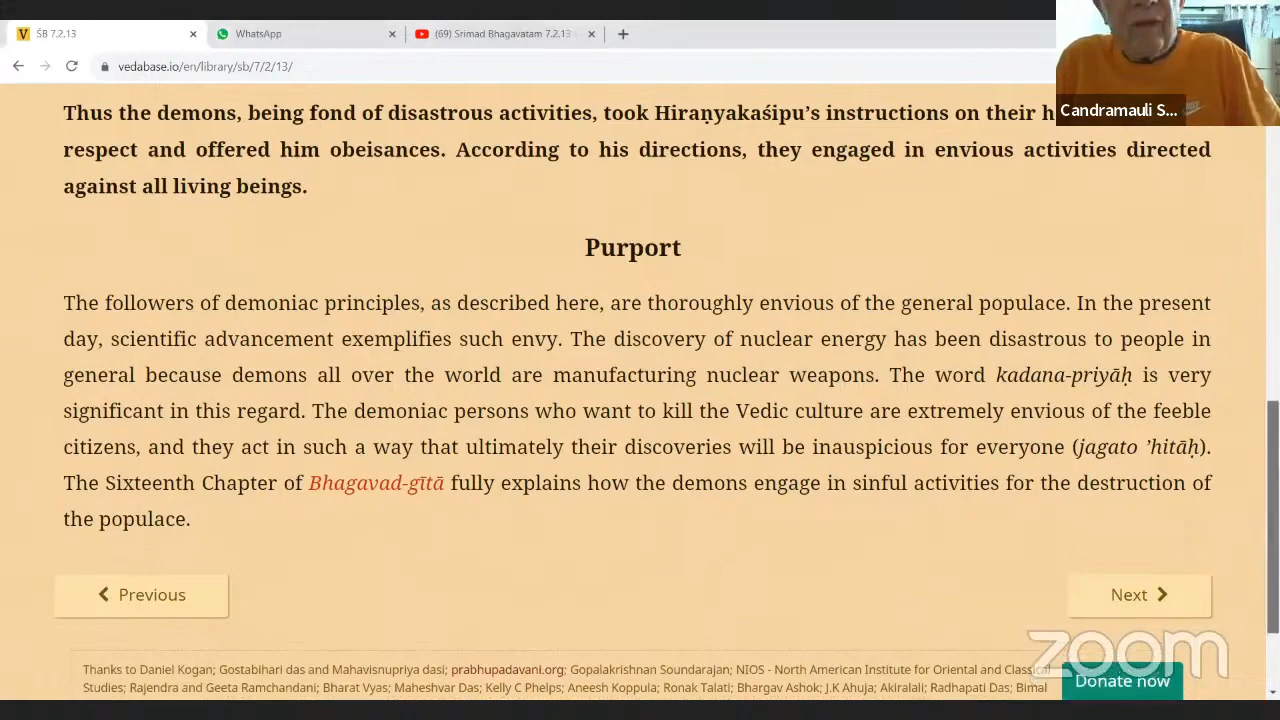 ŚB 7.2.13
WhatsApp
(69) Srimad Bhagavatam 7.2.13
vedabase.io/en/library/sb/7/2/13/
Candramauli S...
Thus the demons, being fond of disastrous activities, took Hiraṇyakaśipu’s instructions on their
respect and offered him obeisances. According to his directions, they engaged in envious activities directed
against all living beings.
Purport
The followers of demoniac principles, as described here, are thoroughly envious of the general populace. In the present
day, scientific advancement exemplifies such envy. The discovery of nuclear energy has been disastrous to people in
general because demons all over the world are manufacturing nuclear weapons. The word kadana-priyāḥ is very
significant in this regard. The demoniac persons who want to kill the Vedic culture are extremely envious of the feeble
citizens, and they act in such a way that ultimately their discoveries will be inauspicious for everyone (jagato ’hitāḥ).
The Sixteenth Chapter of Bhagavad-gītā fully explains how the demons engage in sinful activities for the destruction of
the populace.
Previous
Next
zoom
Thanks to Daniel Kogan; Gostabihari das and Mahavisnupriya dasi; prabhupadavani.org; Gopalakrishnan Soundarajan; NIOS - North American Institute for Oriental and Classical
Studies; Rajendra and Geeta Ramchandani; Bharat Vyas; Maheshvar Das; Kelly C Phelps; Aneesh Koppula; Ronak Talati; Bhargav Ashok; J.K Ahuja; Akiralali; Radhapati Das; Bimal
Donate now